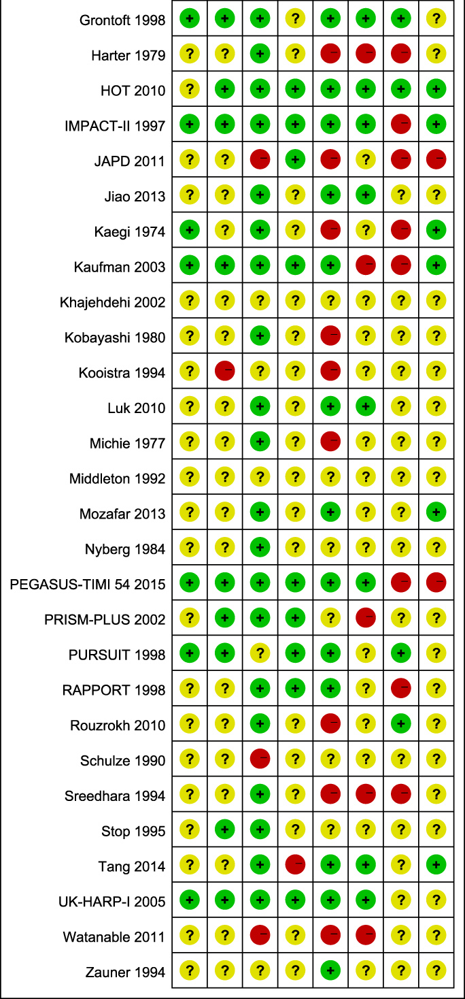 Grontoft 1998 + + + ? + + + ?
Harter 1979 ? ? + ? − − − ?
HOT 2010 ? + + + + + + +
IMPACT-II 1997 + + + + + + − +
JAPD 2011 ? ? − + − ? − −
Jiao 2013 ? ? + ? + + ? ?
Kaegi 1974 + ? + ? − ? − +
Kaufman 2003 + + + + + − − +
Khajehdehi 2002 ? ? ? ? ? ? ? ?
Kobayashi 1980 ? ? + ? − ? ? ?
Kooistra 1994 ? − ? ? − ? ? ?
Luk 2010 ? ? + ? + + ? ?
Michie 1977 ? ? + ? − ? ? ?
Middleton 1992 ? ? ? ? ? ? ? ?
Mozafar 2013 ? ? + ? + ? ? +
Nyberg 1984 ? ? + ? ? ? ? ?
PEGASUS-TIMI 54 2015 + + + + + + − −
PRISM-PLUS 2002 ? + + + ? − ? ?
PURSUIT 1998 + + ? + + ? + ?
RAPPORT 1998 ? ? + + + ? − ?
Rouzrokh 2010 ? ? + ? − ? + ?
Schulze 1990 ? ? − ? ? ? ? ?
Sreedhara 1994 ? ? + ? − − − ?
Stop 1995 ? + + ? ? ? ? ?
Tang 2014 ? ? + − + + ? +
UK-HARP-I 2005 + + + + + + ? ?
Watanable 2011 ? ? − ? − − ? ?
Zauner 1994 ? ? ? ? + ? ? ?